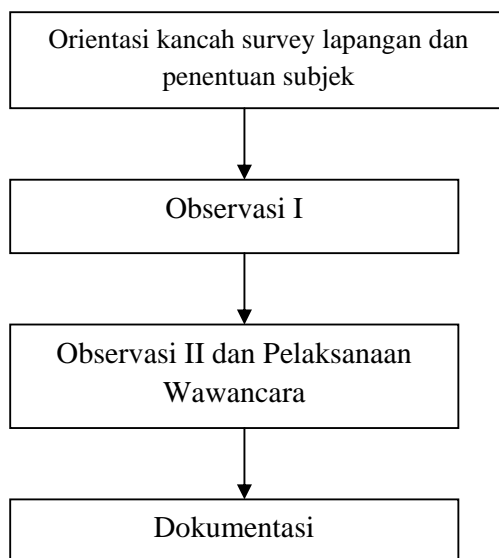 Orientasi kancah survey lapangan dan
penentuan subjek
Observasi I
Observasi II dan Pelaksanaan
Wawancara
Dokumentasi